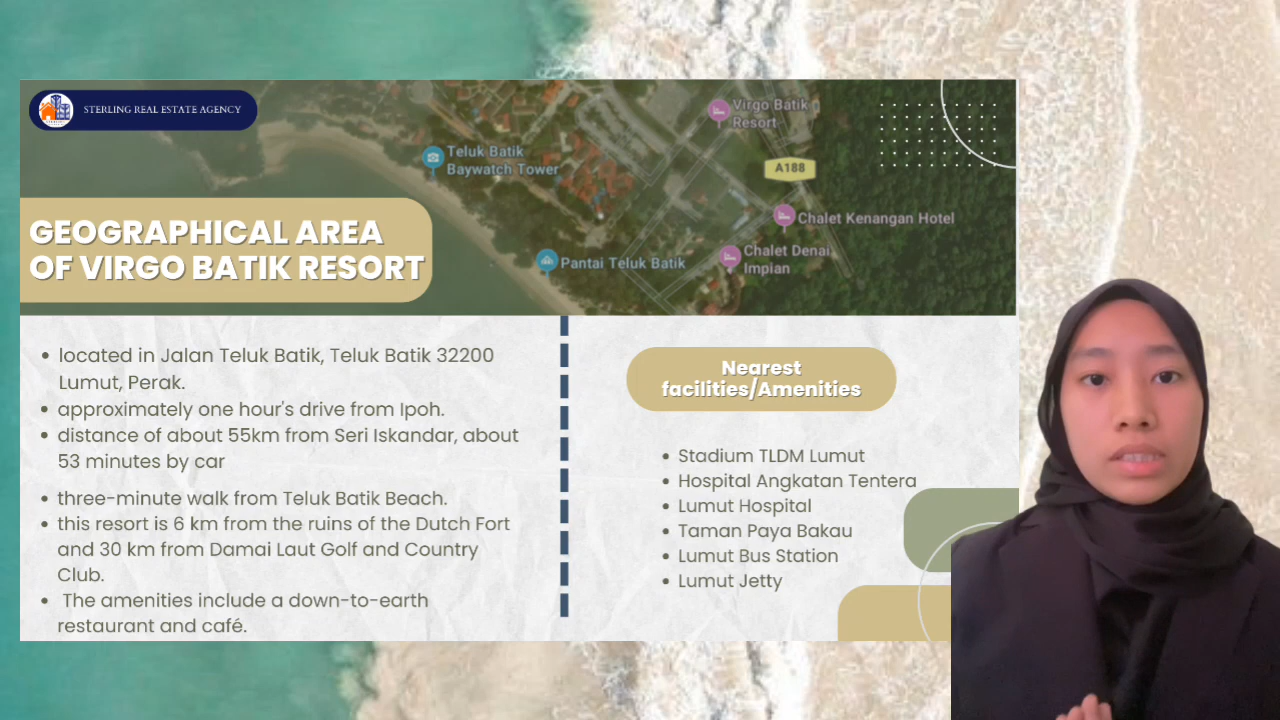 STERLING REAL ESTATE AGENCY
Virgo Batik
Resort
Teluk Batik
Baywatch Tower
A188
Chalet Kenangan Hotel
Chalet Denai
Impian
Pantai Teluk Batik
GEOGRAPHICAL AREA
OF VIRGO BATIK RESORT
• located in Jalan Teluk Batik, Teluk Batik 32200
Lumut, Perak.
• approximately one hour's drive from Ipoh.
• distance of about 55km from Seri Iskandar, about
53 minutes by car
• three-minute walk from Teluk Batik Beach.
• this resort is 6 km from the ruins of the Dutch Fort
and 30 km from Damai Laut Golf and Country
Club.
• The amenities include a down-to-earth
restaurant and café.
Nearest
facilities/Amenities
• Stadium TLDM Lumut
• Hospital Angkatan Tentera
• Lumut Hospital
• Taman Paya Bakau
• Lumut Bus Station
• Lumut Jetty